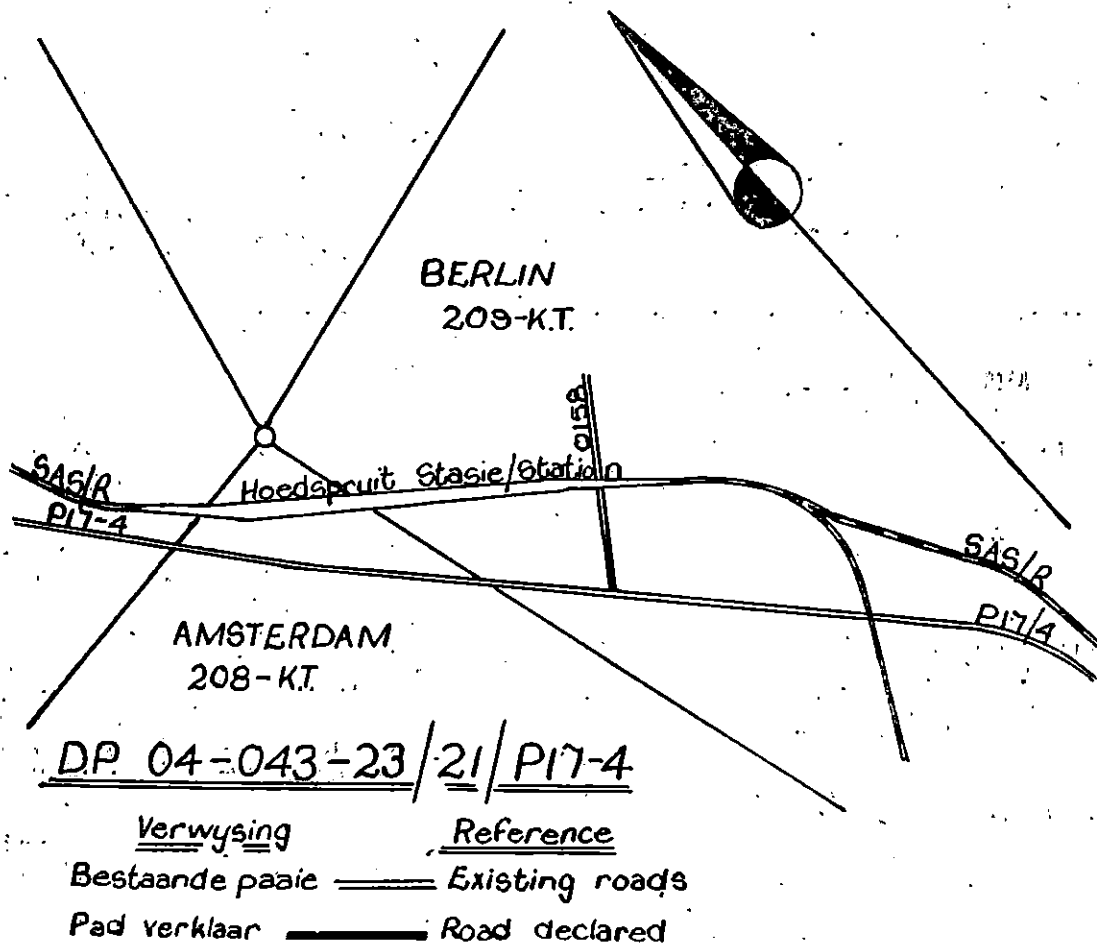 BERLIN
209-K.T.
0158
SAS/R
Hoedspruit Stasie/Station
P17-4
SAS/R
P17/4
AMSTERDAM
208-K.T.
D.P. 04-043-23/21/P17-4
Verwysing Reference
Bestaande paaie Existing roads
Pad verklaar Road declared